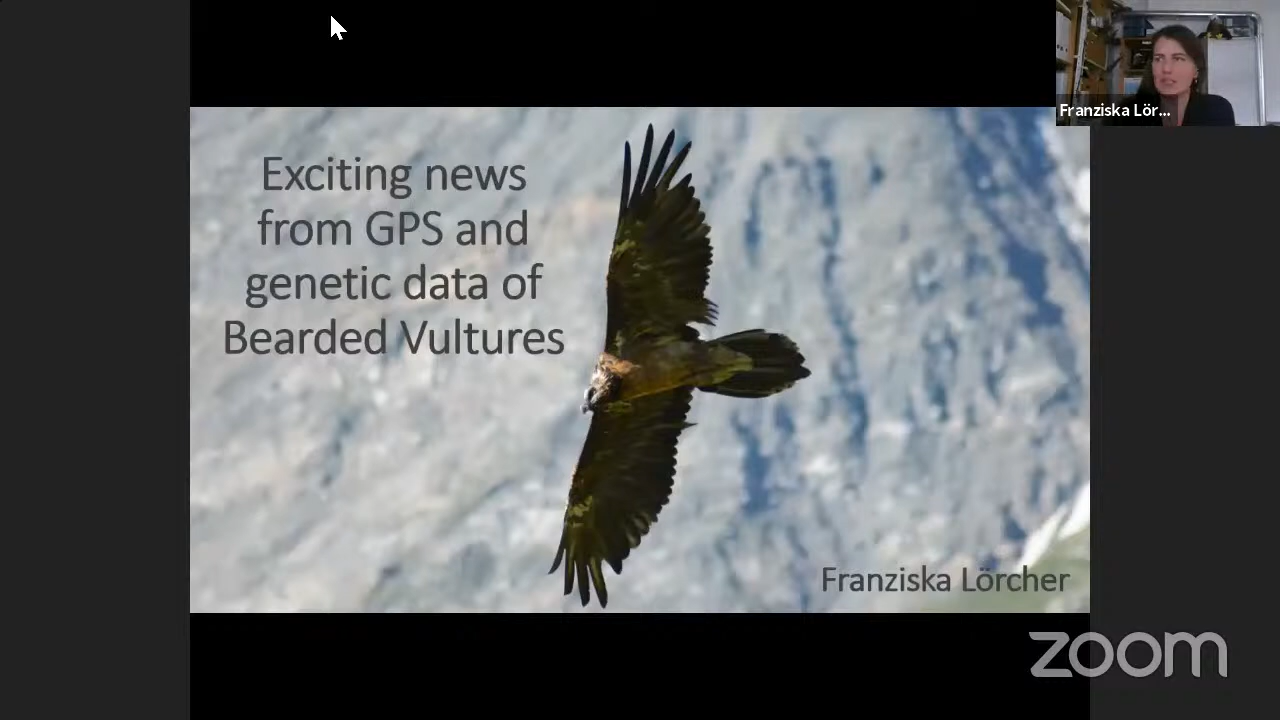 Franziska Lör...
Exciting news
from GPS and
genetic data of
Bearded Vultures
Franziska Lörcher
zoom